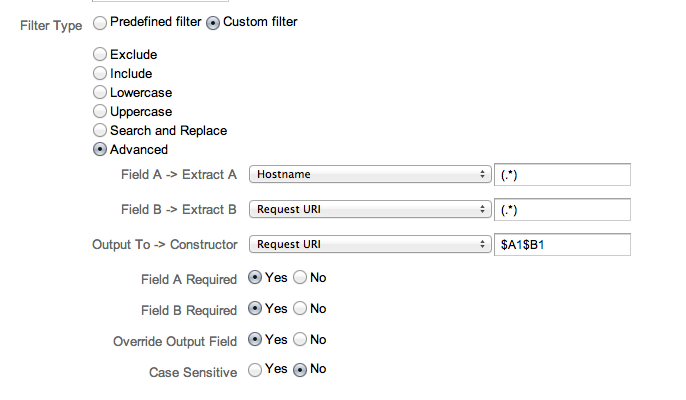 Filter Type Predefined filter Custom filter
Exclude
Include
Lowercase
Uppercase
Search and Replace
Advanced
Field A -> Extract A Hostname (.*)
Field B -> Extract B Request URI (.*)
Output To -> Constructor Request URI $A1$B1
Field A Required Yes No
Field B Required Yes No
Override Output Field Yes No
Case Sensitive Yes No